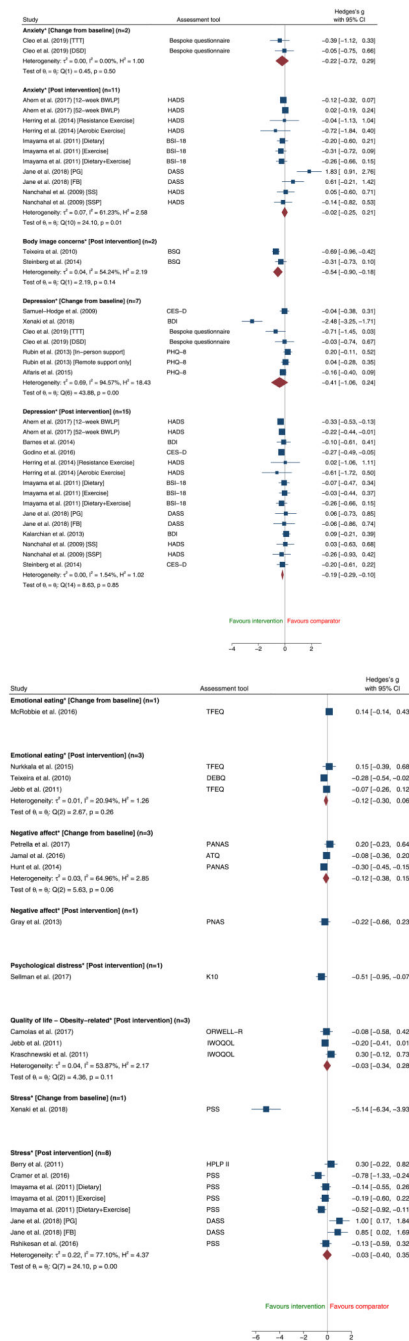 Hedge's g
Study Assessment tool with 95% CI
Anxiety* [Change from baseline] (n=2)
Cleo et al. (2019) [TTT] Bespoke questionnaire −0.39 [−1.12, 0.33]
Cleo et al. (2019) [DSD] Bespoke questionnaire −0.05 [−0.75, 0.66]
Heterogeneity: τ² = 0.00, I² = 0.00%, H² = 1.00 −0.22 [−0.72, 0.29]
Test of θᵢ = θⱼ: Q(1) = 0.45, p = 0.50
Anxiety* [Post intervention] (n=11)
Ahern et al. (2017) [12−week BWLP] HADS −0.12 [−0.32, 0.07]
Ahern et al. (2017) [52−week BWLP] HADS 0.02 [−0.19, 0.24]
Herring et al. (2014) [Resistance Exercise] HADS −0.04 [−1.13, 1.04]
Herring et al. (2014) [Aerobic Exercise] HADS −0.72 [−1.84, 0.40]
Imayama et al. (2011) [Dietary] BSI−18 −0.20 [−0.60, 0.21]
Imayama et al. (2011) [Exercise] BSI−18 −0.31 [−0.72, 0.09]
Imayama et al. (2011) [Dietary+Exercise] BSI−18 −0.26 [−0.66, 0.15]
Jane et al. (2018) [PG] DASS 1.83 [0.91, 2.76]
Jane et al. (2018) [FB] DASS 0.61 [−0.21, 1.42]
Nanchahal et al. (2009) [SS] HADS 0.05 [−0.60, 0.71]
Nanchahal et al. (2009) [SSP] HADS −0.14 [−0.82, 0.53]
Heterogeneity: τ² = 0.07, I² = 61.23%, H² = 2.58 −0.02 [−0.25, 0.21]
Test of θᵢ = θⱼ: Q(10) = 24.10, p = 0.01
Body image concerns* [Post intervention] (n=2)
Teixeira et al. (2010) BSQ −0.69 [−0.96, −0.42]
Steinberg et al. (2014) BSQ −0.31 [−0.73, 0.10]
Heterogeneity: τ² = 0.04, I² = 54.24%, H² = 2.19 −0.54 [−0.90, −0.18]
Test of θᵢ = θⱼ: Q(1) = 2.19, p = 0.14
Depression* [Change from baseline] (n=7)
Samuel−Hodge et al. (2009) CES−D −0.04 [−0.38, 0.31]
Xenaki et al. (2018) BDI −2.48 [−3.25, −1.71]
Cleo et al. (2019) [TTT] Bespoke questionnaire −0.71 [−1.45, 0.03]
Cleo et al. (2019) [DSD] Bespoke questionnaire −0.03 [−0.74, 0.67]
Rubin et al. (2013) [In−person support] PHQ−8 0.20 [−0.11, 0.52]
Rubin et al. (2013) [Remote support only] PHQ−8 0.04 [−0.28, 0.35]
Alfaris et al. (2015) PHQ−8 −0.16 [−0.40, 0.09]
Heterogeneity: τ² = 0.69, I² = 94.57%, H² = 18.43 −0.41 [−1.06, 0.24]
Test of θᵢ = θⱼ: Q(6) = 43.88, p = 0.00
Depression* [Post intervention] (n=15)
Ahern et al. (2017) [12−week BWLP] HADS −0.33 [−0.53, −0.13]
Ahern et al. (2017) [52−week BWLP] HADS −0.22 [−0.44, −0.01]
Barnes et al. (2014) BDI −0.10 [−0.61, 0.41]
Godino et al. (2016) CES−D −0.27 [−0.49, −0.05]
Herring et al. (2014) [Resistance Exercise] HADS 0.02 [−1.06, 1.11]
Herring et al. (2014) [Aerobic Exercise] HADS −0.61 [−1.72, 0.50]
Imayama et al. (2011) [Dietary] BSI−18 −0.07 [−0.47, 0.34]
Imayama et al. (2011) [Exercise] BSI−18 −0.03 [−0.44, 0.37]
Imayama et al. (2011) [Dietary+Exercise] BSI−18 −0.26 [−0.66, 0.15]
Jane et al. (2018) [PG] DASS 0.06 [−0.73, 0.85]
Jane et al. (2018) [FB] DASS −0.06 [−0.86, 0.74]
Kalarchian et al. (2013) BDI 0.09 [−0.21, 0.39]
Nanchahal et al. (2009) [SS] HADS 0.03 [−0.63, 0.68]
Nanchahal et al. (2009) [SSP] HADS −0.26 [−0.93, 0.42]
Steinberg et al. (2014) CES−D −0.20 [−0.61, 0.22]
Heterogeneity: τ² = 0.00, I² = 1.54%, H² = 1.02 −0.19 [−0.29, −0.10]
Test of θᵢ = θⱼ: Q(14) = 8.63, p = 0.85
Favours intervention Favours comparator
−4 −2 0 2
Hedge's g
Study Assessment tool with 95% CI
Emotional eating* [Change from baseline] (n=1)
McRobbie et al. (2016) TFEQ 0.14 [−0.14, 0.43]
Emotional eating* [Post intervention] (n=3)
Nurkkala et al. (2015) TFEQ 0.15 [−0.39, 0.68]
Teixeira et al. (2010) DEBQ −0.28 [−0.54, −0.02]
Jebb et al. (2011) TFEQ −0.07 [−0.26, 0.12]
Heterogeneity: τ² = 0.01, I² = 20.94%, H² = 1.26 −0.12 [−0.30, 0.06]
Test of θᵢ = θⱼ: Q(2) = 2.67, p = 0.26
Negative affect* [Change from baseline] (n=3)
Petrella et al. (2017) PANAS 0.20 [−0.23, 0.64]
Jamal et al. (2016) ATQ −0.08 [−0.36, 0.20]
Hunt et al. (2014) PANAS −0.30 [−0.45, −0.15]
Heterogeneity: τ² = 0.03, I² = 64.96%, H² = 2.85 −0.12 [−0.38, 0.15]
Test of θᵢ = θⱼ: Q(2) = 5.63, p = 0.06
Negative affect* [Post intervention] (n=1)
Gray et al. (2013) PNAS −0.22 [−0.66, 0.23]
Psychological distress* [Post intervention] (n=1)
Sellman et al. (2017) K10 −0.51 [−0.95, −0.07]
Quality of life − Obesity−related* [Post intervention] (n=3)
Camolas et al. (2017) ORWELL−R −0.08 [−0.58, 0.42]
Jebb et al. (2011) IWOQOL −0.20 [−0.41, 0.01]
Kraschnewski et al. (2011) IWOQOL 0.30 [−0.12, 0.73]
Heterogeneity: τ² = 0.04, I² = 53.87%, H² = 2.17 −0.03 [−0.34, 0.28]
Test of θᵢ = θⱼ: Q(2) = 4.36, p = 0.11
Stress* [Change from baseline] (n=1)
Xenaki et al. (2018) PSS −5.14 [−6.34, −3.93]
Stress* [Post intervention] (n=8)
Berry et al. (2011) HPLP II 0.30 [−0.22, 0.82]
Cramer et al. (2016) PSS −0.78 [−1.33, −0.24]
Imayama et al. (2011) [Dietary] PSS −0.14 [−0.55, 0.26]
Imayama et al. (2011) [Exercise] PSS −0.19 [−0.60, 0.22]
Imayama et al. (2011) [Dietary+Exercise] PSS −0.52 [−0.92, −0.11]
Jane et al. (2018) [PG] DASS 1.00 [0.17, 1.84]
Jane et al. (2018) [FB] DASS 0.85 [0.02, 1.69]
Rshikesan et al. (2016) PSS −0.13 [−0.59, 0.32]
Heterogeneity: τ² = 0.22, I² = 77.10%, H² = 4.37 −0.03 [−0.40, 0.35]
Test of θᵢ = θⱼ: Q(7) = 24.10, p = 0.00
Favours intervention Favours comparator
−6 −4 −2 0 2